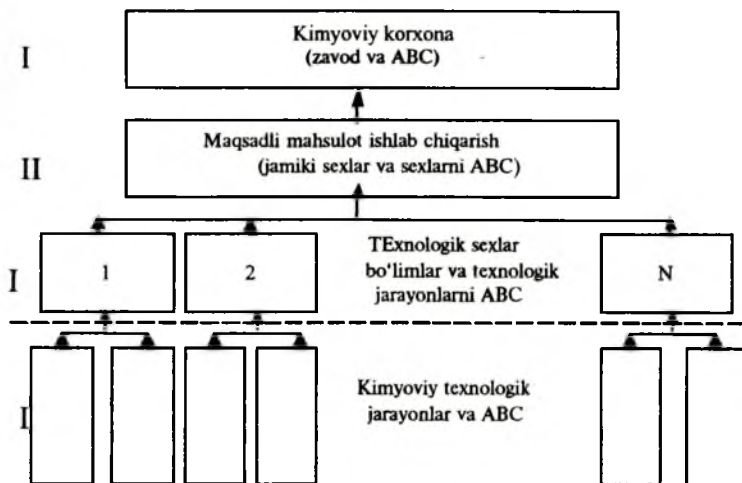 I
Kimyoviy korxona
(zavod va ABC)
II
Maqsadli mahsulot ishlab chiqarish
(jamiki sexlar va sexlarni ABC)
I
1
2
TExnologik sexlar
bo‘limlar va texnologik
jarayonlarni ABC
N
I
Kimyoviy texnologik
jarayonlar va ABC